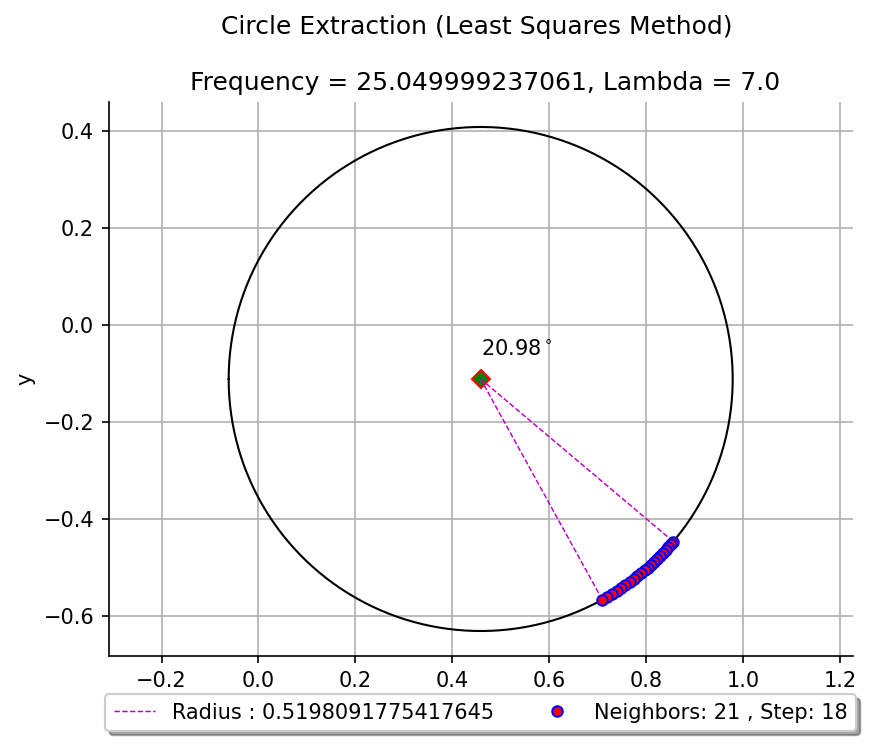 Circle Extraction (Least Squares Method)
Frequency = 25.049999237061, Lambda = 7.0
0.4
0.2
0.0
20.98°
y
−0.2
−0.4
−0.6
−0.2 0.0 0.2 0.4 0.6 0.8 1.0 1.2
Radius : 0.5198091775417645 Neighbors: 21 , Step: 18